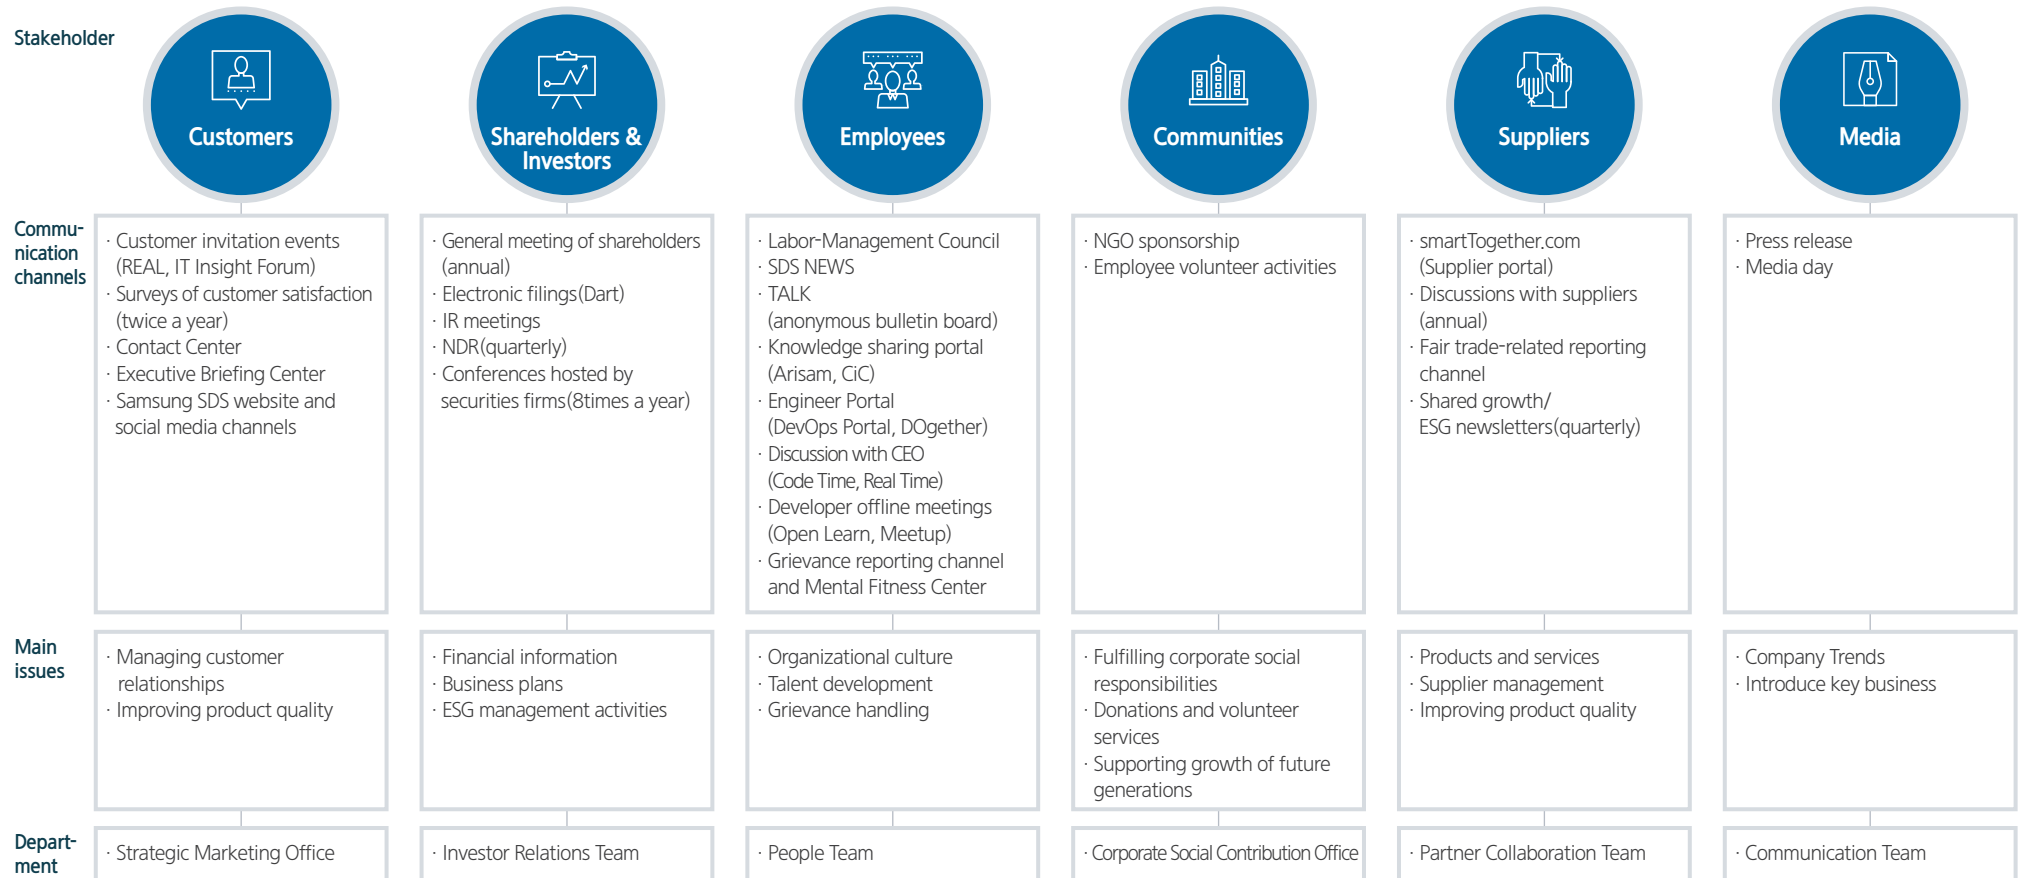 Stakeholder
Customers
Shareholders &
Investors
Employees
Communities
Suppliers
Media
Commu-
nication
channels
· Customer invitation events
(REAL, IT Insight Forum)
· Surveys of customer satisfaction
(twice a year)
· Contact Center
· Executive Briefing Center
· Samsung SDS website and
social media channels
· General meeting of shareholders
(annual)
· Electronic filings(Dart)
· IR meetings
· NDR(quarterly)
· Conferences hosted by
securities firms(8times a year)
· Labor-Management Council
· SDS NEWS
· TALK
(anonymous bulletin board)
· Knowledge sharing portal
(Arisam, CiC)
· Engineer Portal
(DevOps Portal, DOgether)
· Discussion with CEO
(Code Time, Real Time)
· Developer offline meetings
(Open Learn, Meetup)
· Grievance reporting channel
and Mental Fitness Center
· NGO sponsorship
· Employee volunteer activities
· smartTogether.com
(Supplier portal)
· Discussions with suppliers
(annual)
· Fair trade-related reporting
channel
· Shared growth/
ESG newsletters(quarterly)
· Press release
· Media day
Main
issues
· Managing customer
relationships
· Improving product quality
· Financial information
· Business plans
· ESG management activities
· Organizational culture
· Talent development
· Grievance handling
· Fulfilling corporate social
responsibilities
· Donations and volunteer
services
· Supporting growth of future
generations
· Products and services
· Supplier management
· Improving product quality
· Company Trends
· Introduce key business
Depart-
ment
· Strategic Marketing Office
· Investor Relations Team
· People Team
· Corporate Social Contribution Office
· Partner Collaboration Team
· Communication Team